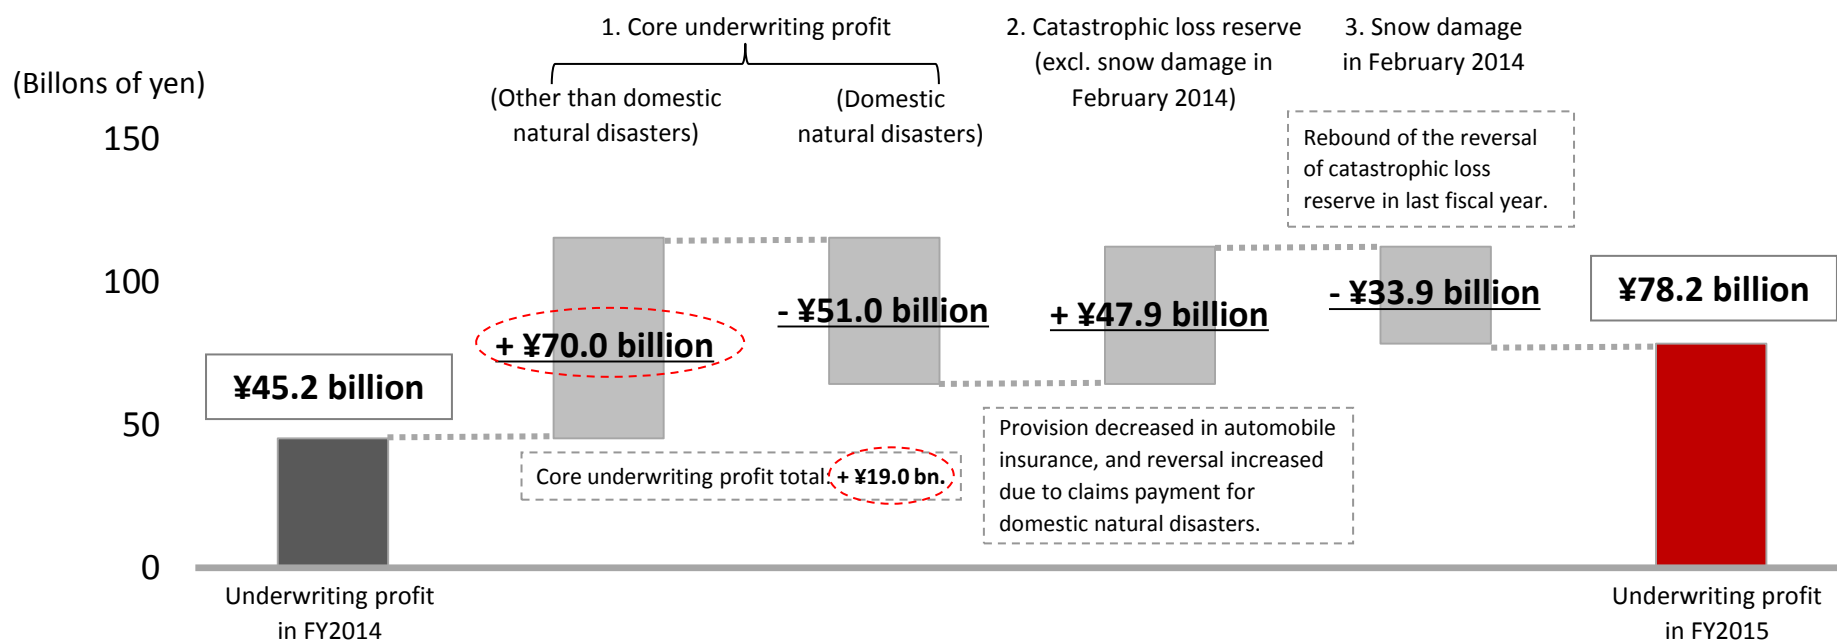 (Billons of yen)
150
100
50
0
1. Core underwriting profit
(Other than domestic
natural disasters)
(Domestic
natural disasters)
2. Catastrophic loss reserve
(excl. snow damage in
February 2014)
3. Snow damage
in February 2014
Rebound of the reversal
of catastrophic loss
reserve in last fiscal year.
¥45.2 billion
+ ¥70.0 billion
- ¥51.0 billion
+ ¥47.9 billion
- ¥33.9 billion
¥78.2 billion
Core underwriting profit total: + ¥19.0 bn.
Provision decreased in automobile
insurance, and reversal increased
due to claims payment for
domestic natural disasters.
Underwriting profit
in FY2014
Underwriting profit
in FY2015